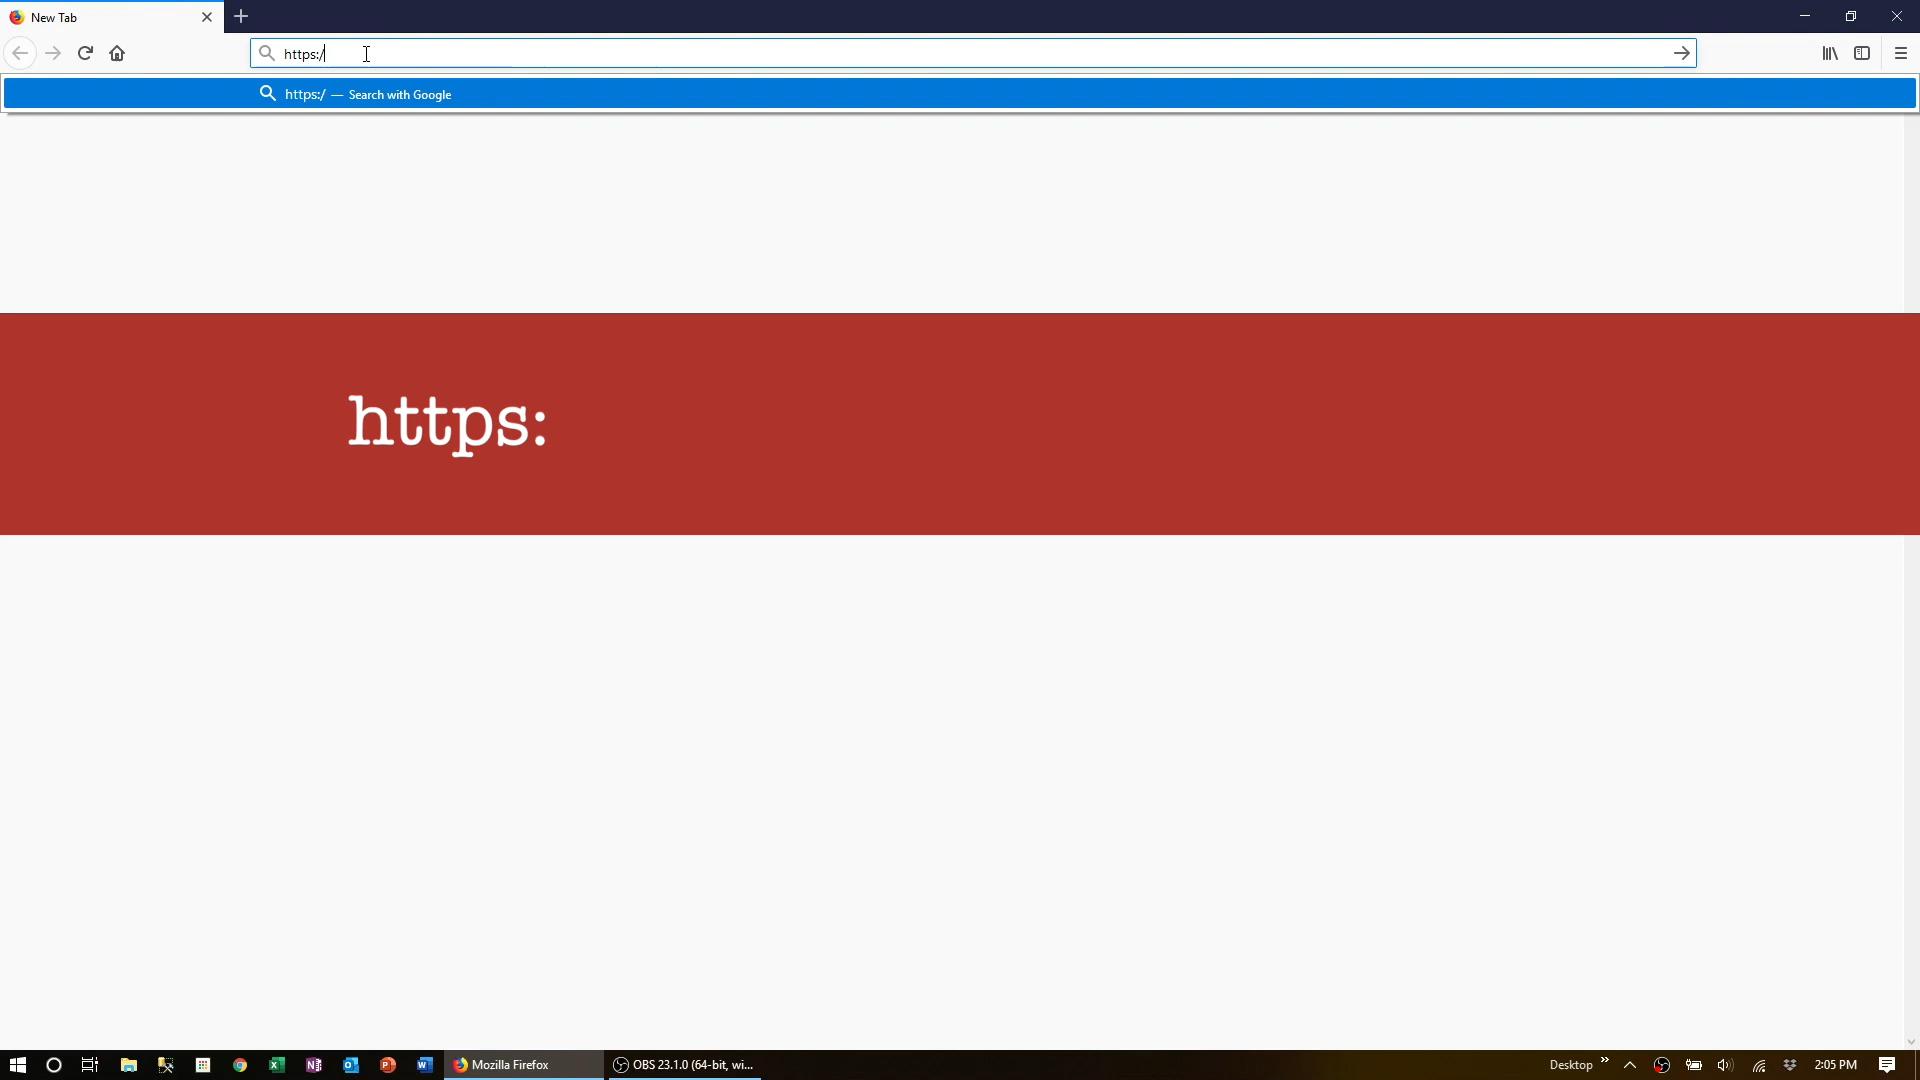 New Tab
https:/
https:/ — Search with Google
https:
Mozilla Firefox
OBS 23.1.0 (64-bit, wi...
Desktop
2:05 PM